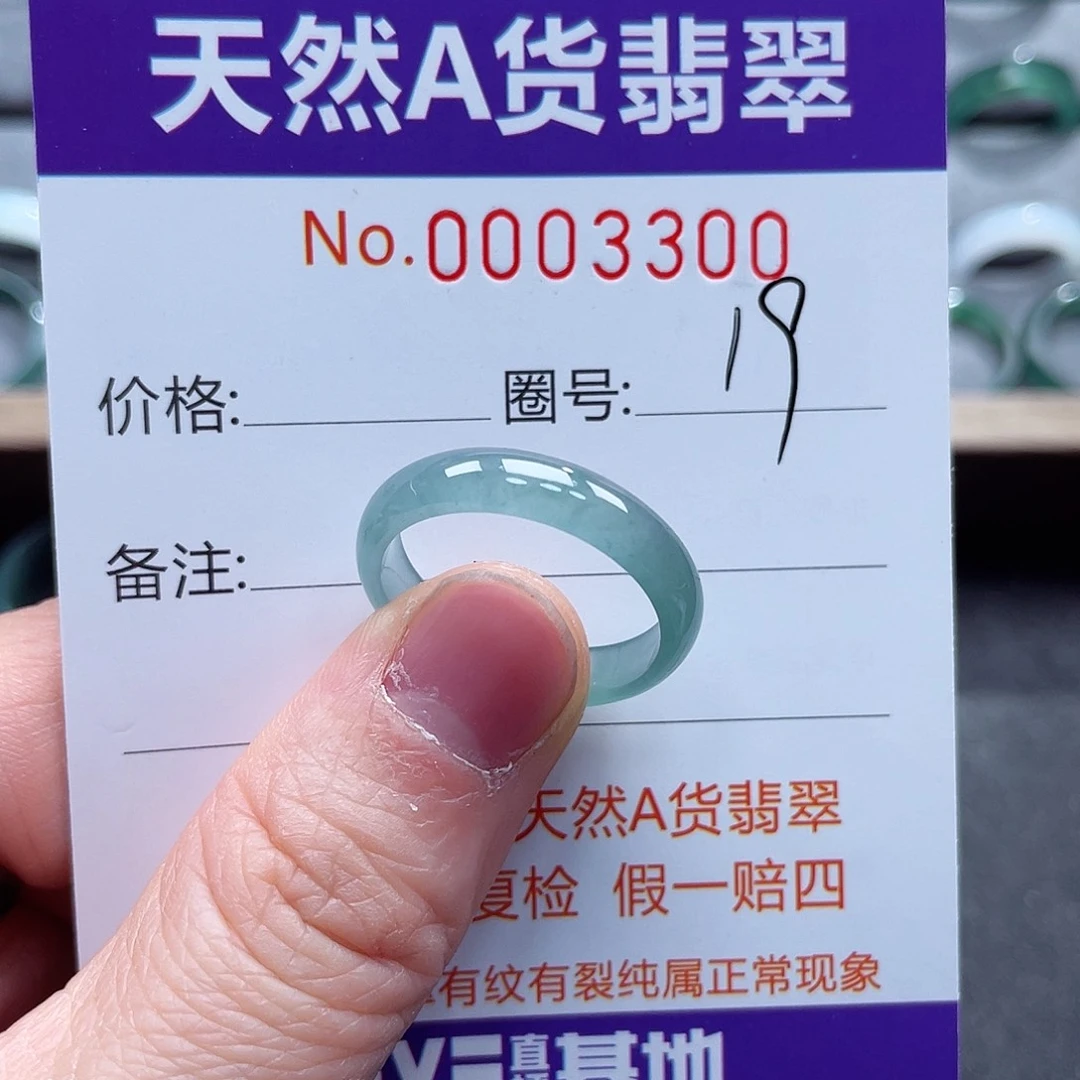 天然A货翡翠
No.0003300
价格: 圈号: 19
备注:
天然A货翡翠
复检 假一赔四
有纹有裂纯属正常现象
基地